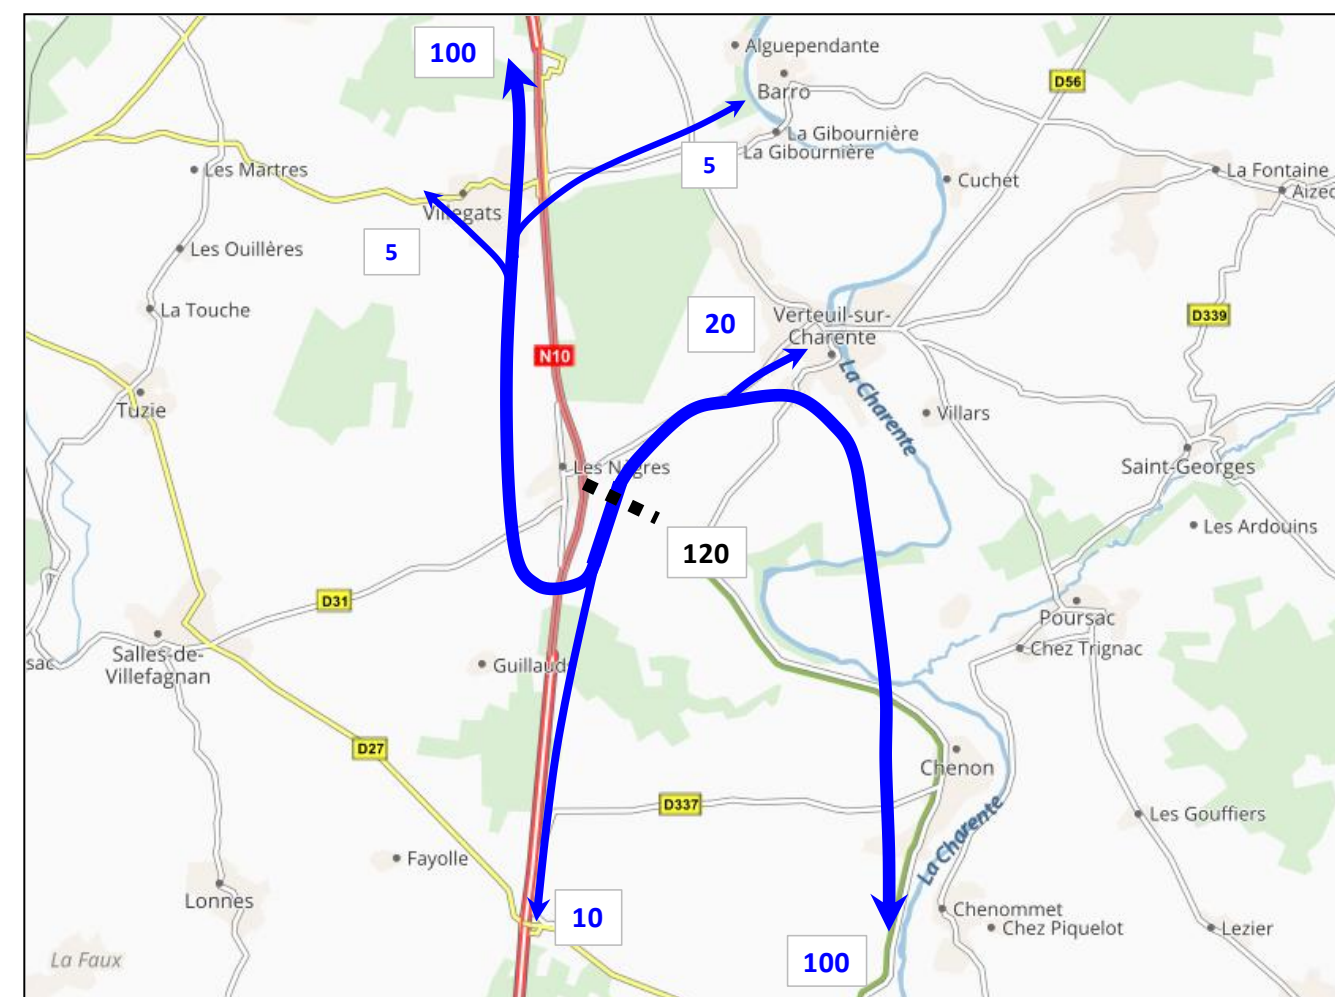 100
Alguependante
D56
Barro
La Gibournière
La Gibournière
5
Les Martres
Cuchet
La Fontaine
Aizec
Villegats
5
Les Ouillères
La Touche
20
Verteuil-sur-
Charente
D339
N10
La Charente
Tuzie
Villars
Les Nègres
Saint-Georges
Les Ardouins
120
D31
Poursac
Salles-de-
Villefagnan
sac
Guillauds
Chez Trignac
D27
Chenon
D337
Les Gouffiers
La Charente
Fayolle
Lonnes
10
Chenommet
Chez Piquelot
Lezier
La Faux
100